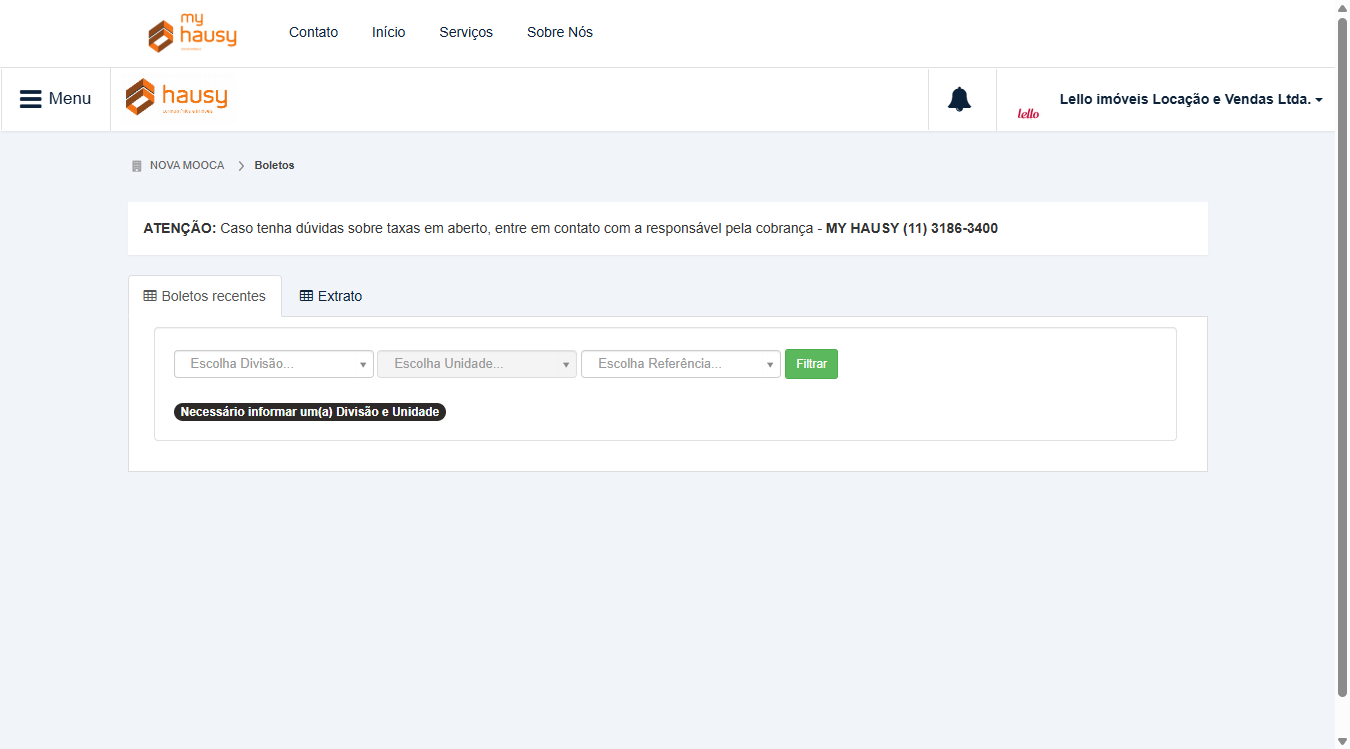 my
hausy
Contato
Início
Serviços
Sobre Nós
Menu
hausy
lello
Lello imóveis Locação e Vendas Ltda.
NOVA MOOCA
Boletos
ATENÇÃO: Caso tenha dúvidas sobre taxas em aberto, entre em contato com a responsável pela cobrança - MY HAUSY (11) 3186-3400
Boletos recentes
Extrato
Escolha Divisão...
Escolha Unidade...
Escolha Referência...
Filtrar
Necessário informar um(a) Divisão e Unidade